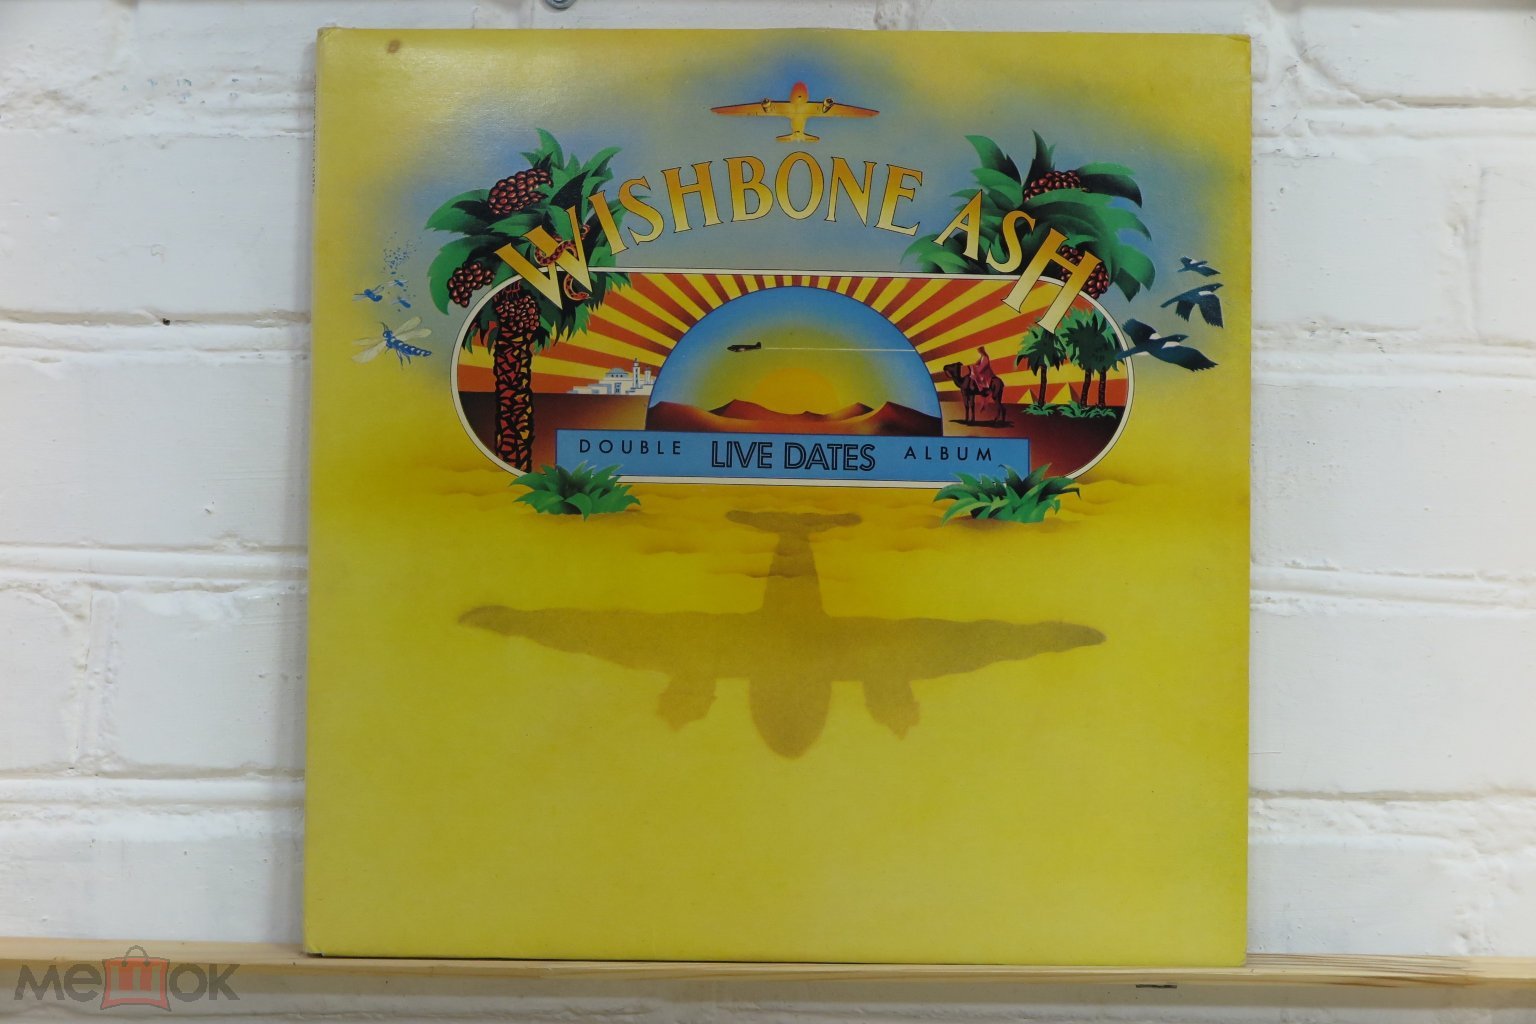 WISHBONE ASH
DOUBLE LIVE DATES ALBUM
мешок